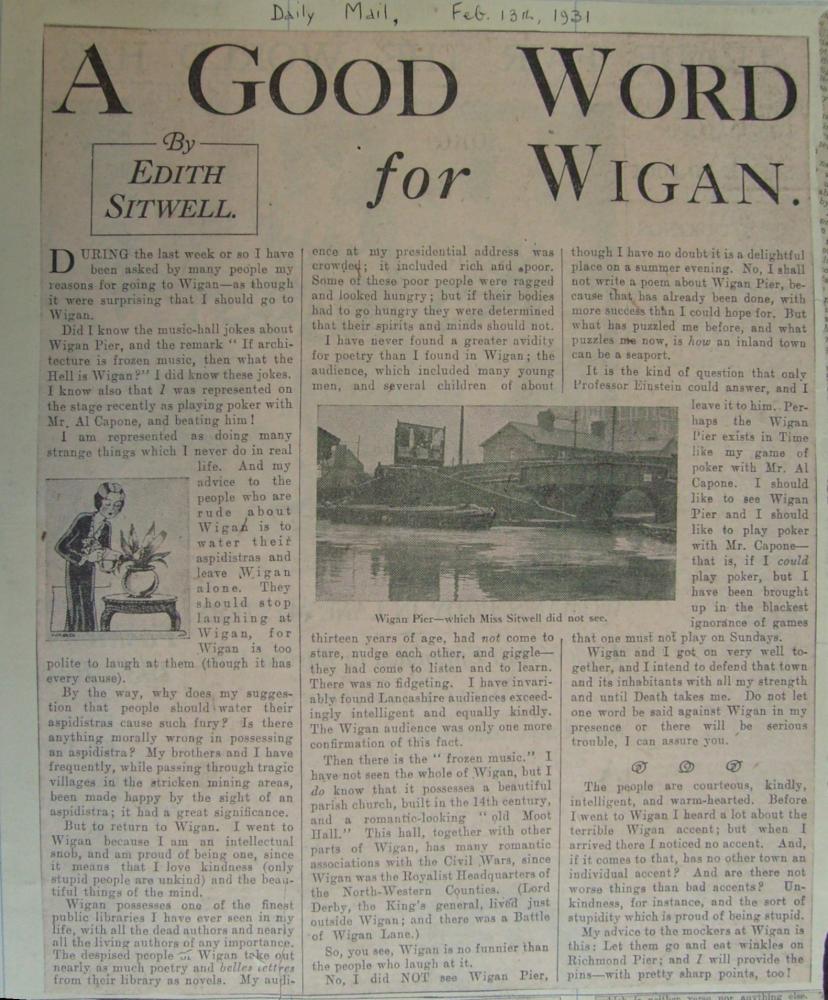 Daily Mail, Feb. 13th, 1931
A GOOD WORD
for WIGAN.
By
EDITH
SITWELL.
DURING the last week or so I have
been asked by many people my
reasons for going to Wigan—as though
it were surprising that I should go to
Wigan.
Did I know the music-hall jokes about
Wigan Pier, and the remark " If archi-
tecture is frozen music, then what the
Hell is Wigan?" I did know these jokes.
I know also that I was represented on
the stage recently as playing poker with
Mr. Al Capone, and beating him!
I am represented as doing many
strange things which I never do in real
life. And my
advice to the
people who are
rude about
Wigan is to
water their
aspidistras and
leave Wigan
alone. They
should stop
laughing at
Wigan, for
Wigan is too
polite to laugh at them (though it has
every cause).
By the way, why does my sugges-
tion that people should water their
aspidistras cause such fury? Is there
anything morally wrong in possessing
an aspidistra? My brothers and I have
frequently, while passing through tragic
villages in the stricken mining areas,
been made happy by the sight of an
aspidistra; it had a great significance.
But to return to Wigan. I went to
Wigan because I am an intellectual
snob, and am proud of being one, since
it means that I love kindness (only
stupid people are unkind) and the beau-
tiful things of the mind.
Wigan possesses one of the finest
public libraries I have ever seen in my
life, with all the dead authors and nearly
all the living authors of any importance.
The despised people of Wigan take out
nearly as much poetry and belles lettres
from their library as novels. My audi-
ence at my presidential address was
crowded; it included rich and poor.
Some of these poor people were ragged
and looked hungry; but if their bodies
had to go hungry they were determined
that their spirits and minds should not.
I have never found a greater avidity
for poetry than I found in Wigan; the
audience, which included many young
men, and several children of about
Wigan Pier—which Miss Sitwell did not see.
thirteen years of age, had not come to
stare, nudge each other, and giggle—
they had come to listen and to learn.
There was no fidgeting. I have invari-
ably found Lancashire audiences exceed-
ingly intelligent and equally kindly.
The Wigan audience was only one more
confirmation of this fact.
Then there is the " frozen music." I
have not seen the whole of Wigan, but I
do know that it possesses a beautiful
parish church, built in the 14th century,
and a romantic-looking " old Moot
Hall." This hall, together with other
parts of Wigan, has many romantic
associations with the Civil Wars, since
Wigan was the Royalist Headquarters of
the North-Western Counties. (Lord
Derby, the King's general, lived just
outside Wigan; and there was a Battle
of Wigan Lane.)
So, you see, Wigan is no funnier than
the people who laugh at it.
No, I did NOT see Wigan Pier,
though I have no doubt it is a delightful
place on a summer evening. No, I shall
not write a poem about Wigan Pier, be-
cause that has already been done, with
more success than I could hope for. But
what has puzzled me before, and what
puzzles me now, is how an inland town
can be a seaport.
It is the kind of question that only
Professor Einstein could answer, and I
leave it to him. Per-
haps the Wigan
Pier exists in Time
like my game of
poker with Mr. Al
Capone. I should
like to see Wigan
Pier and I should
like to play poker
with Mr. Capone—
that is, if I could
play poker, but I
have been brought
up in the blackest
ignorance of games
that one must not play on Sundays.
Wigan and I got on very well to-
gether, and I intend to defend that town
and its inhabitants with all my strength
and until Death takes me. Do not let
one word be said against Wigan in my
presence or there will be serious
trouble, I can assure you.
The people are courteous, kindly,
intelligent, and warm-hearted. Before
I went to Wigan I heard a lot about the
terrible Wigan accent; but when I
arrived there I noticed no accent. And,
if it comes to that, has no other town an
individual accent? And are there not
worse things than bad accents? Un-
kindness, for instance, and the sort of
stupidity which is proud of being stupid.
My advice to the mockers at Wigan is
this: Let them go and eat winkles on
Richmond Pier; and I will provide the
pins—with pretty sharp points, too!